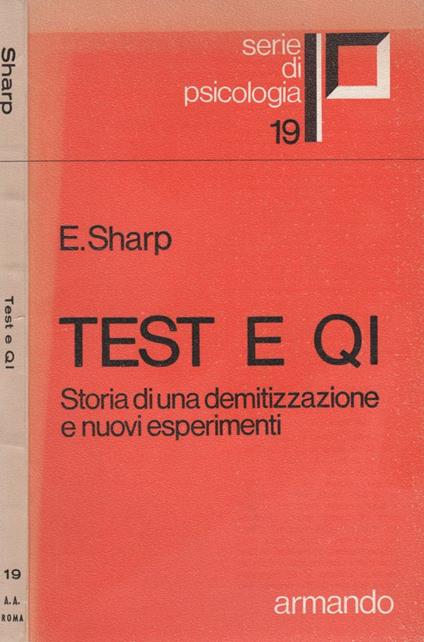 Sharp
Test e QI
19
A.A.
ROMA
serie di psicologia
19
E.Sharp
TEST E QI
Storia di una demitizzazione
e nuovi esperimenti
armando